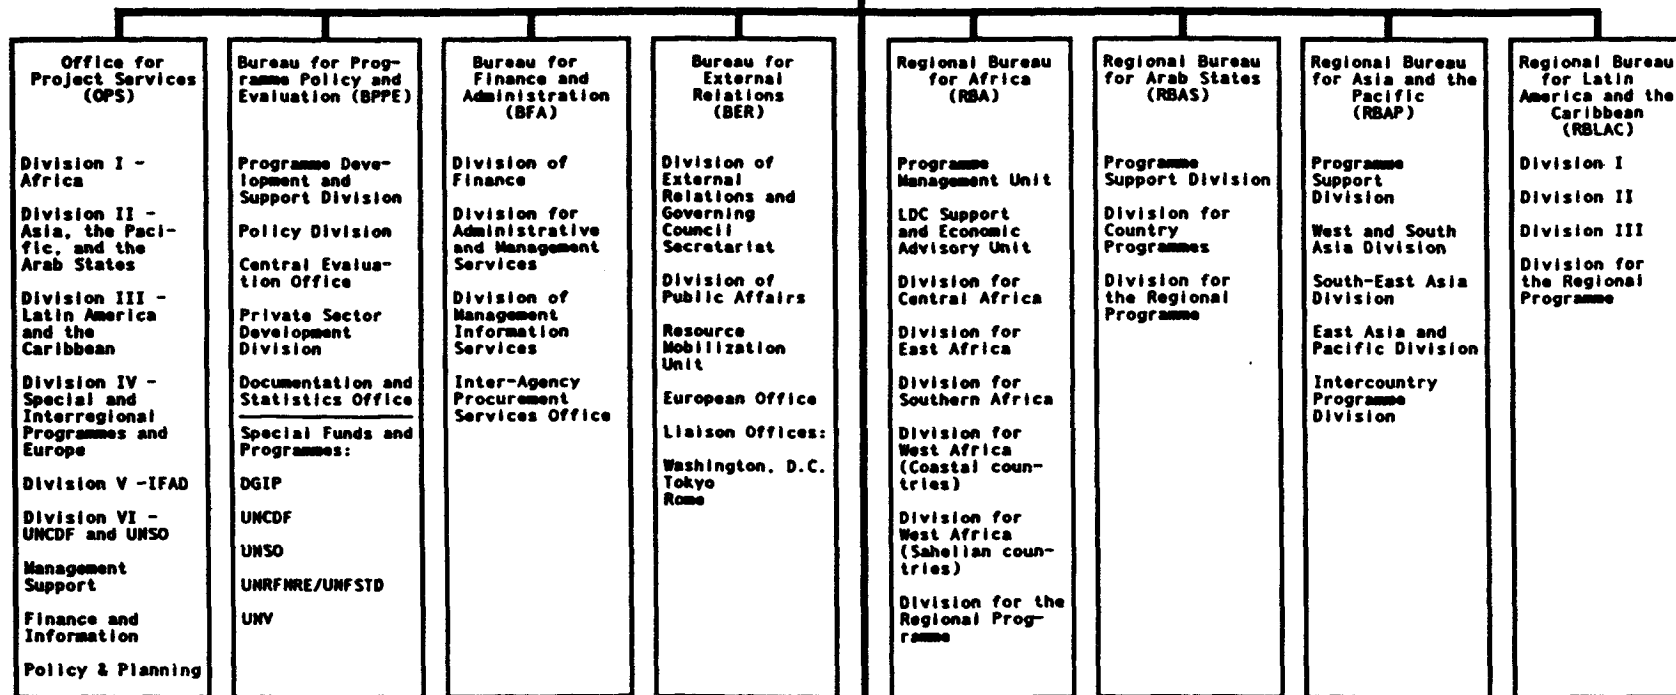 Office for
Project Services
(OPS)
Division I -
Africa
Division II -
Asia, the Paci-
fic, and the
Arab States
Division III -
Latin America
and the
Caribbean
Division IV -
Special and
Interregional
Programmes and
Europe
Division V -IFAD
Division VI -
UNCDF and UNSO
Management
Support
Finance and
Information
Policy & Planning
Bureau for Prog-
ramme Policy and
Evaluation (BPPE)
Programme Deve-
lopment and
Support Division
Policy Division
Central Evalua-
tion Office
Private Sector
Development
Division
Documentation and
Statistics Office
Special Funds and
Programmes:
DGIP
UNCDF
UNSO
UNRFNRE/UNFSTD
UNV
Bureau for
Finance and
Administration
(BFA)
Division of
Finance
Division for
Administrative
and Management
Services
Division of
Management
Information
Services
Inter-Agency
Procurement
Services Office
Bureau for
External
Relations
(BER)
Division of
External
Relations and
Governing
Council
Secretariat
Division of
Public Affairs
Resource
Mobilization
Unit
European Office
Liaison Offices:
Washington, D.C.
Tokyo
Rome
Regional Bureau
for Africa
(RBA)
Programme
Management Unit
LDC Support
and Economic
Advisory Unit
Division for
Central Africa
Division for
East Africa
Division for
Southern Africa
Division for
West Africa
(Coastal coun-
tries)
Division for
West Africa
(Sahelian coun-
tries)
Division for the
Regional Prog-
ramme
Regional Bureau
for Arab States
(RBAS)
Programme
Support Division
Division for
Country
Programmes
Division for
the Regional
Programme
Regional Bureau
for Asia and the
Pacific
(RBAP)
Programme
Support
Division
West and South
Asia Division
South-East Asia
Division
East Asia and
Pacific Division
Intercountry
Programme
Division
Regional Bureau
for Latin
America and the
Caribbean
(RBLAC)
Division I
Division II
Division III
Division for
the Regional
Programme